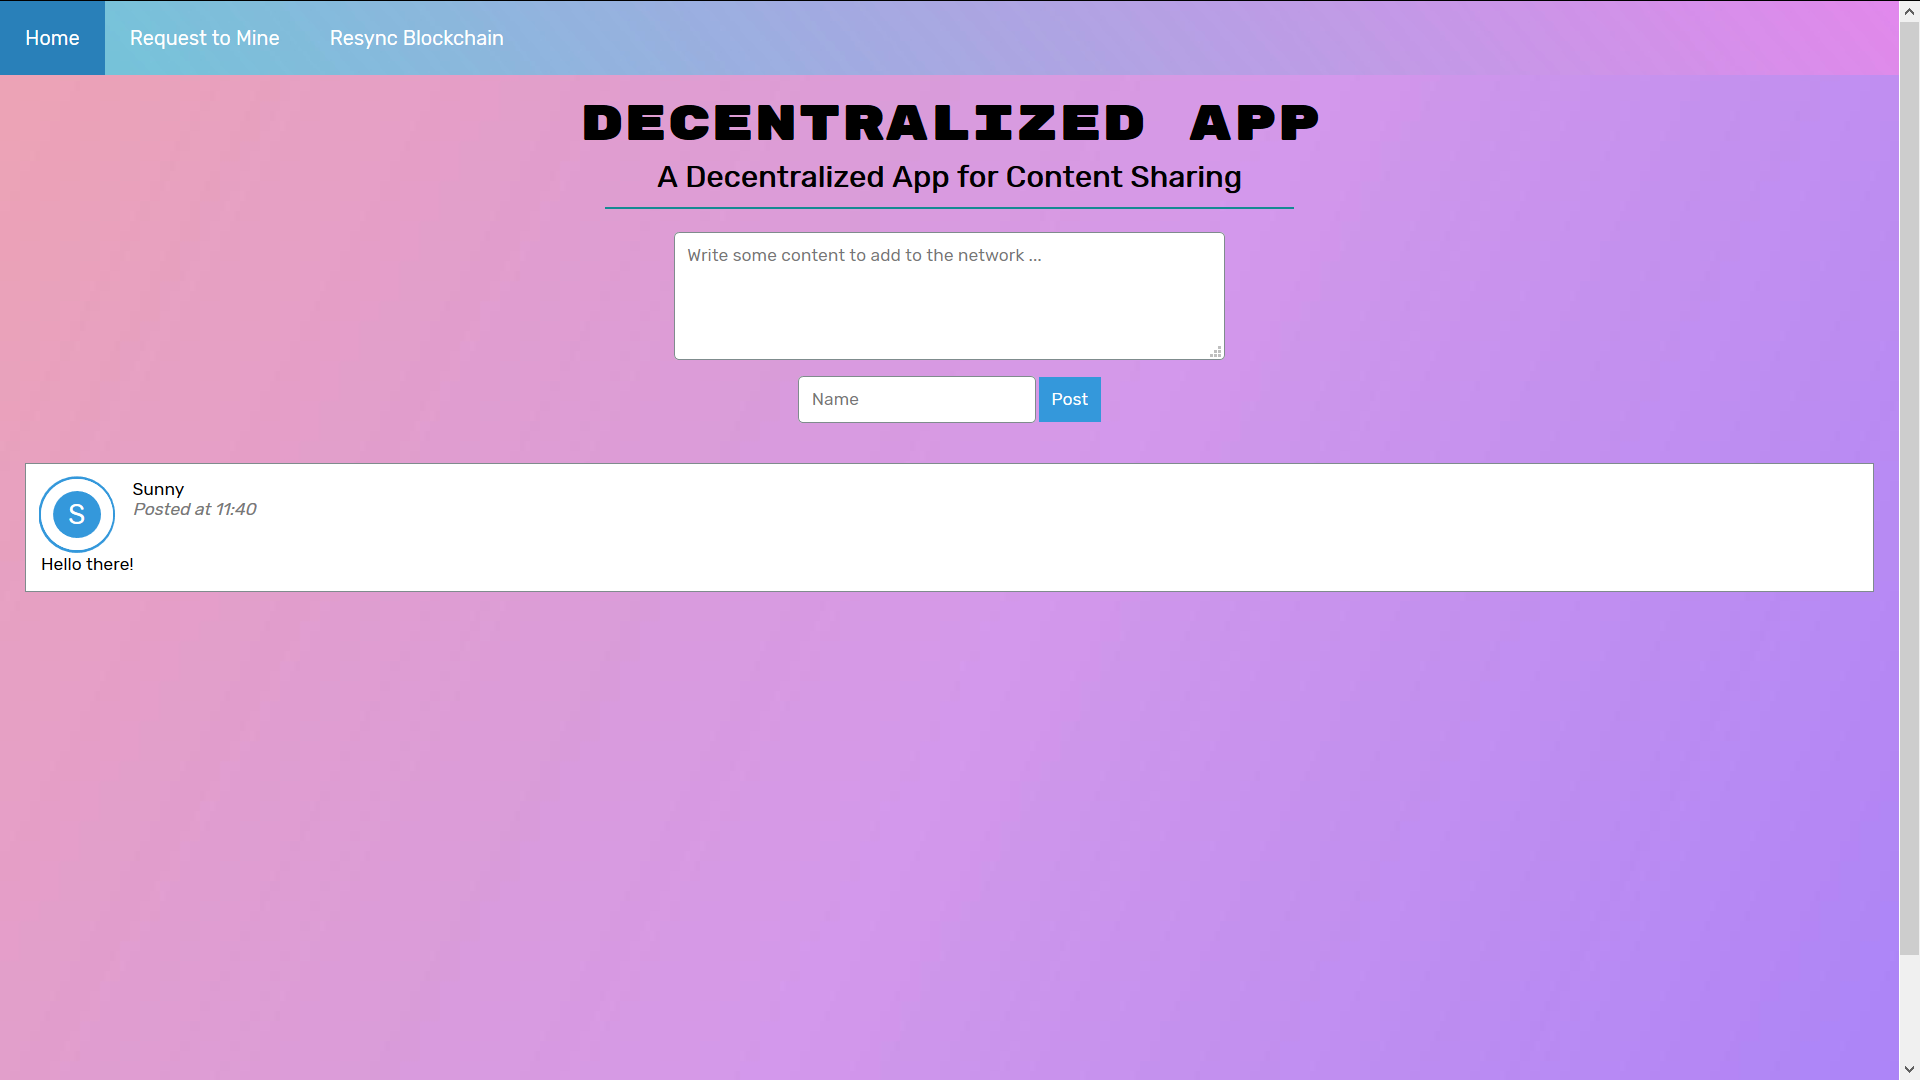 Home Request to Mine Resync Blockchain
DECENTRALIZED APP
A Decentralized App for Content Sharing
Write some content to add to the network ...
Name Post
Sunny
S
Posted at 11:40
Hello there!